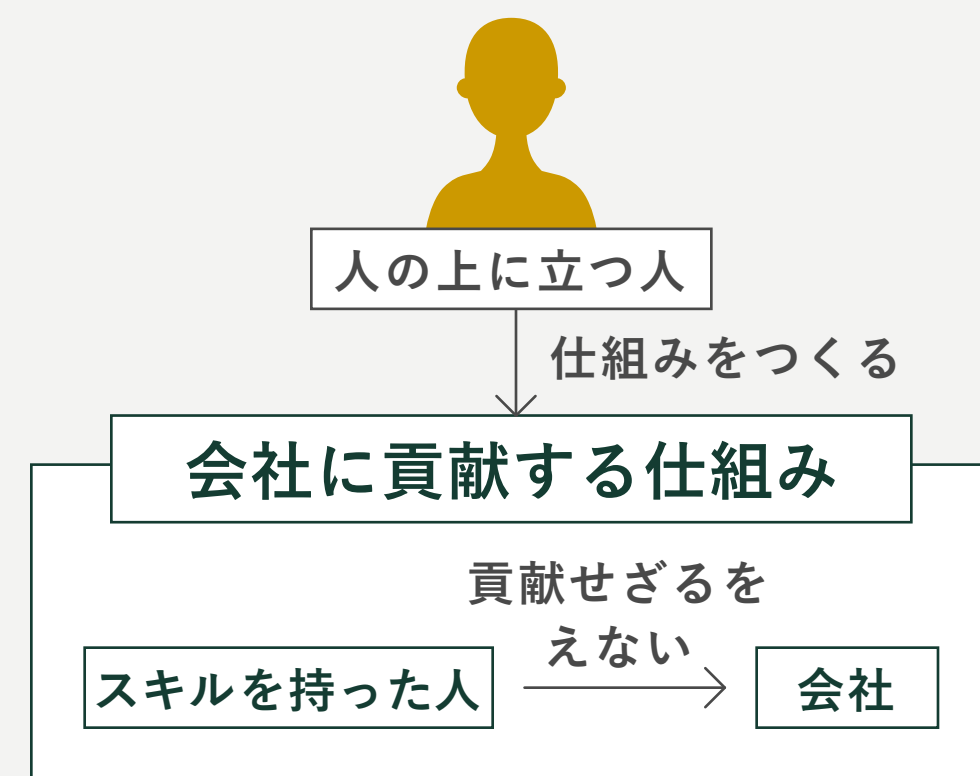 人の上に立つ人
仕組みをつくる
会社に貢献する仕組み
貢献せざるを
えない
スキルを持った人
会社